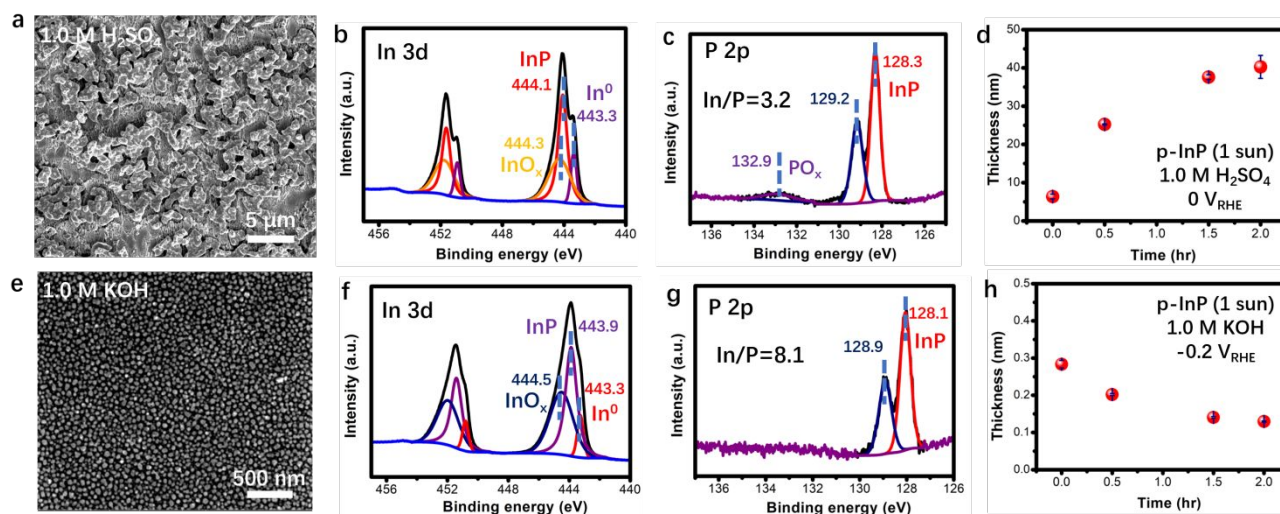 a
1.0 M H₂SO₄
5 μm
b
In 3d
InP
444.1
In⁰
443.3
444.3
InOₓ
Intensity (a.u.)
456 452 448 444 440
Binding energy (eV)
c
P 2p
In/P=3.2
128.3
InP
129.2
132.9
POₓ
Intensity (a.u.)
136 134 132 130 128 126
Binding energy (eV)
d
Thickness (nm)
50
40
30
20
10
0
p-InP (1 sun)
1.0 M H₂SO₄
0 V_RHE
0.0 0.5 1.0 1.5 2.0
Time (hr)
e
1.0 M KOH
500 nm
f
In 3d
InP
443.9
444.5
InOₓ
443.3
In⁰
Intensity (a.u.)
456 452 448 444 440
Binding energy (eV)
g
P 2p
In/P=8.1
128.1
InP
128.9
Intensity (a.u.)
137 136 134 132 130 128 126
Binding energy (eV)
h
Thickness (nm)
0.5
0.4
0.3
0.2
0.1
0.0
p-InP (1 sun)
1.0 M KOH
-0.2 V_RHE
0.0 0.5 1.0 1.5 2.0
Time (hr)